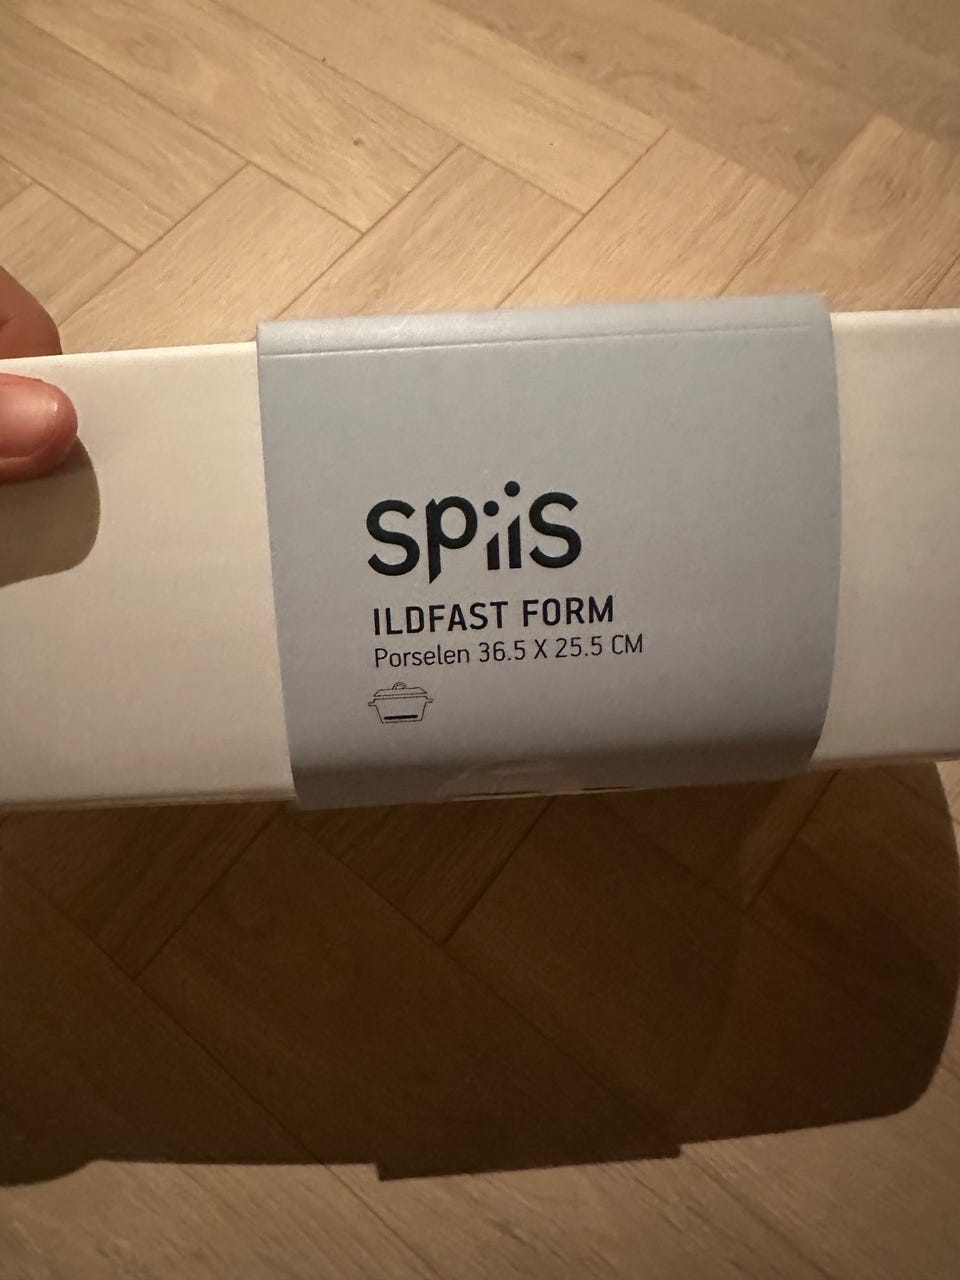 spiis
ILDFAST FORM
Porselen 36.5 X 25.5 CM